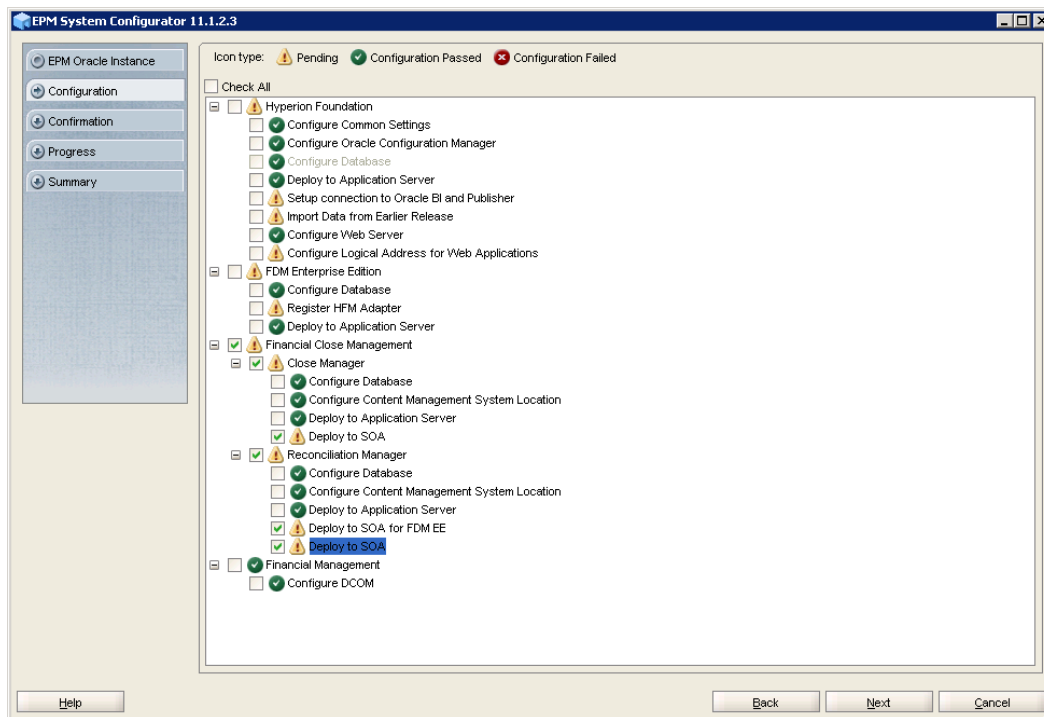 EPM System Configurator 11.1.2.3
EPM Oracle Instance
Configuration
Confirmation
Progress
Summary
Icon type: Pending Configuration Passed Configuration Failed
Check All
Hyperion Foundation
Configure Common Settings
Configure Oracle Configuration Manager
Configure Database
Deploy to Application Server
Setup connection to Oracle BI and Publisher
Import Data from Earlier Release
Configure Web Server
Configure Logical Address for Web Applications
FDM Enterprise Edition
Configure Database
Register HFM Adapter
Deploy to Application Server
Financial Close Management
Close Manager
Configure Database
Configure Content Management System Location
Deploy to Application Server
Deploy to SOA
Reconciliation Manager
Configure Database
Configure Content Management System Location
Deploy to Application Server
Deploy to SOA for FDM EE
Deploy to SOA
Financial Management
Configure DCOM
Help Back Next Cancel